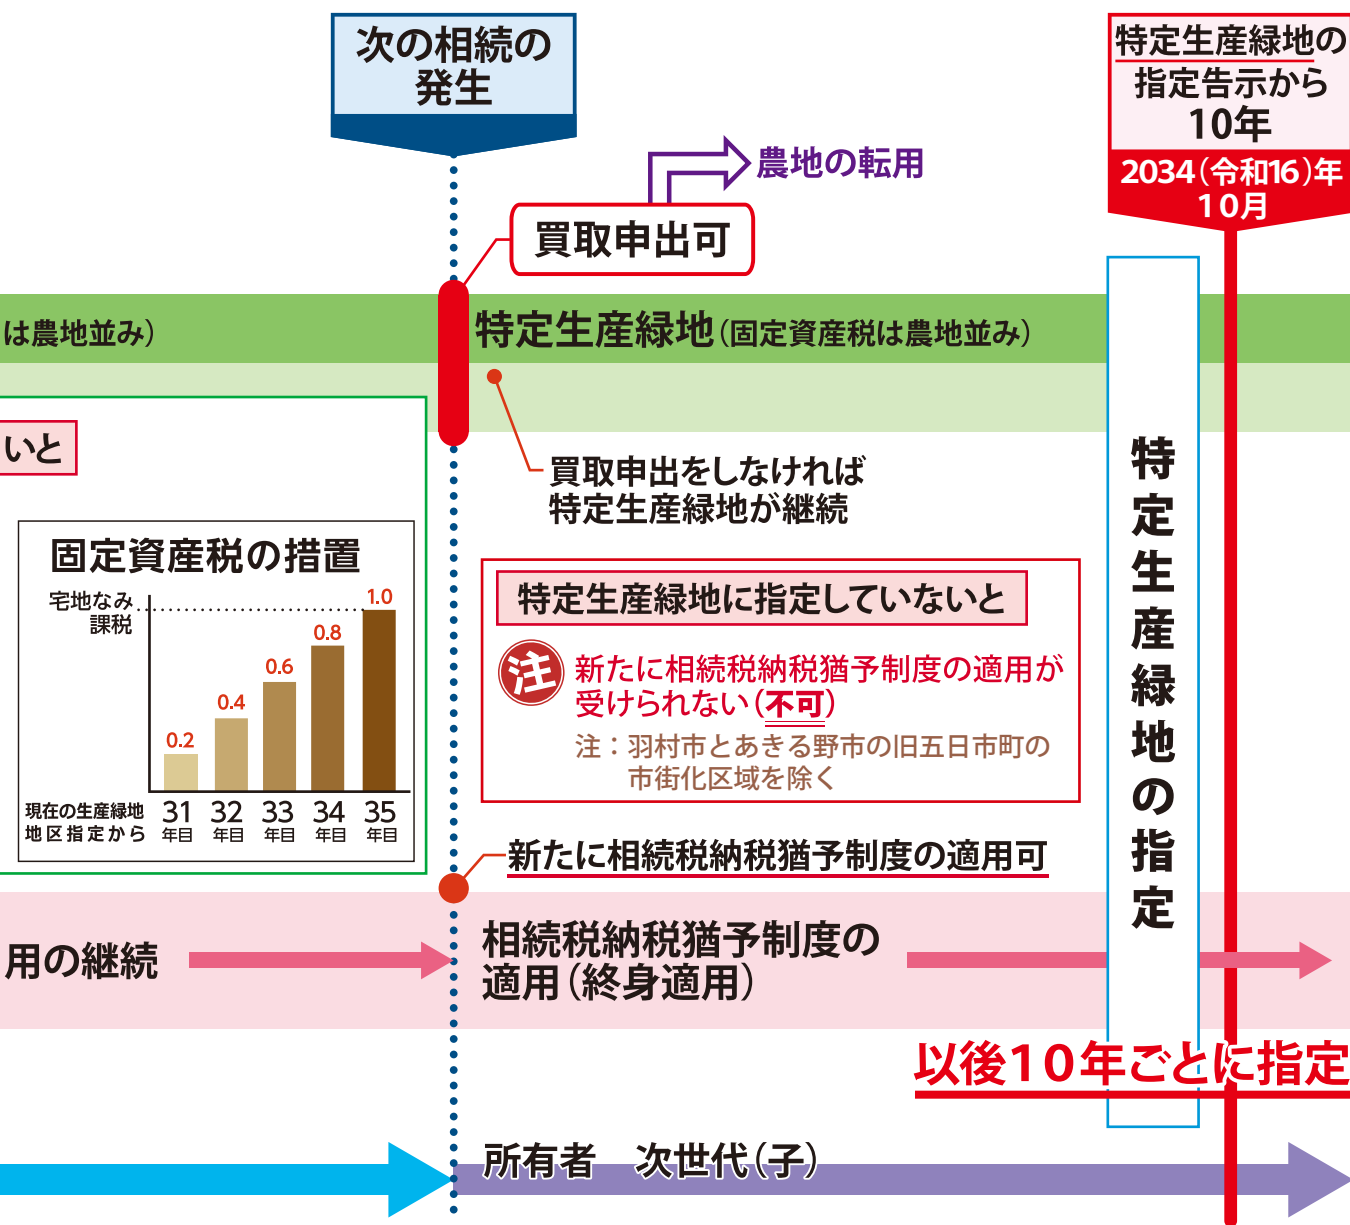 次の相続の
発生
特定生産緑地の
指定告示から
10年
2034（令和16）年
10月
農地の転用
買取申出可
は農地並み）
特定生産緑地（固定資産税は農地並み）
いと
買取申出をしなければ
特定生産緑地が継続
固定資産税の措置
宅地なみ
課税
0.2
0.4
0.6
0.8
1.0
現在の生産緑地
地区指定から
31
年目
32
年目
33
年目
34
年目
35
年目
特定生産緑地に指定していないと
注
新たに相続税納税猶予制度の適用が
受けられない（不可）
注：羽村市とあきる野市の旧五日市町の
市街化区域を除く
新たに相続税納税猶予制度の適用可
用の継続
相続税納税猶予制度の
適用（終身適用）
特定生産緑地の指定
以後10年ごとに指定
所有者　次世代（子）